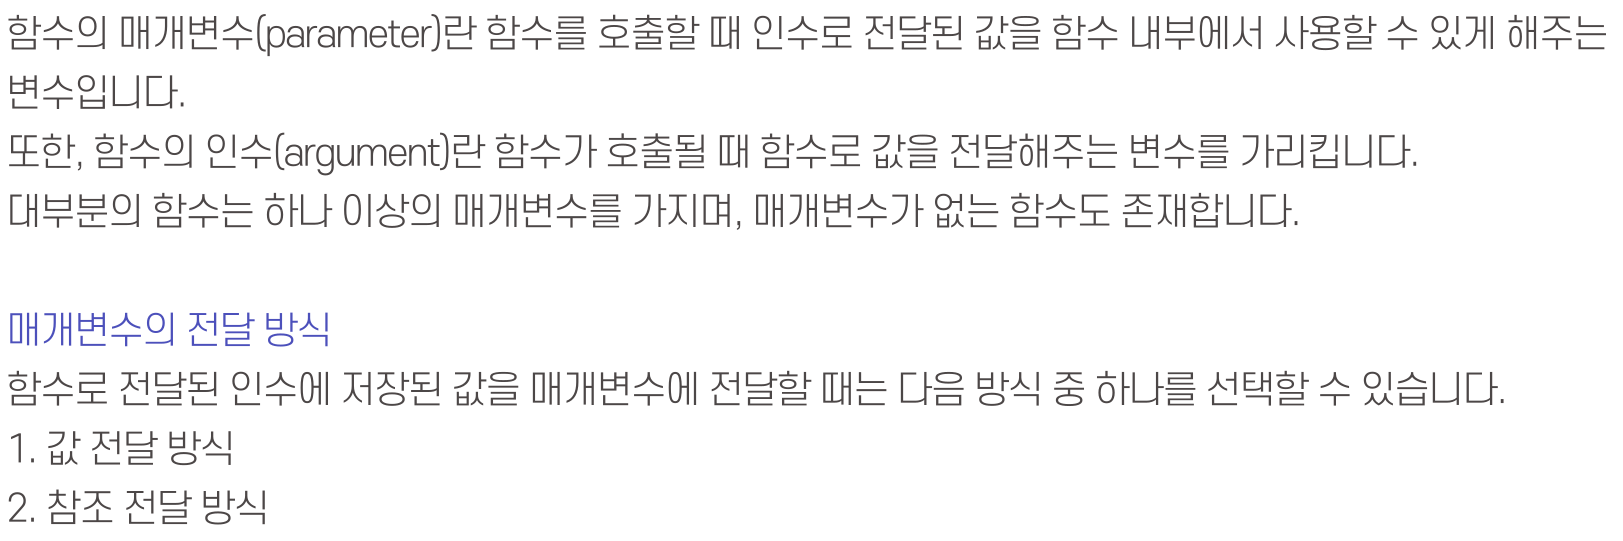 함수의 매개변수(parameter)란 함수를 호출할 때 인수로 전달된 값을 함수 내부에서 사용할 수 있게 해주는
변수입니다.
또한, 함수의 인수(argument)란 함수가 호출될 때 함수로 값을 전달해주는 변수를 가리킵니다.
대부분의 함수는 하나 이상의 매개변수를 가지며, 매개변수가 없는 함수도 존재합니다.
매개변수의 전달 방식
함수로 전달된 인수에 저장된 값을 매개변수에 전달할 때는 다음 방식 중 하나를 선택할 수 있습니다.
1. 값 전달 방식
2. 참조 전달 방식